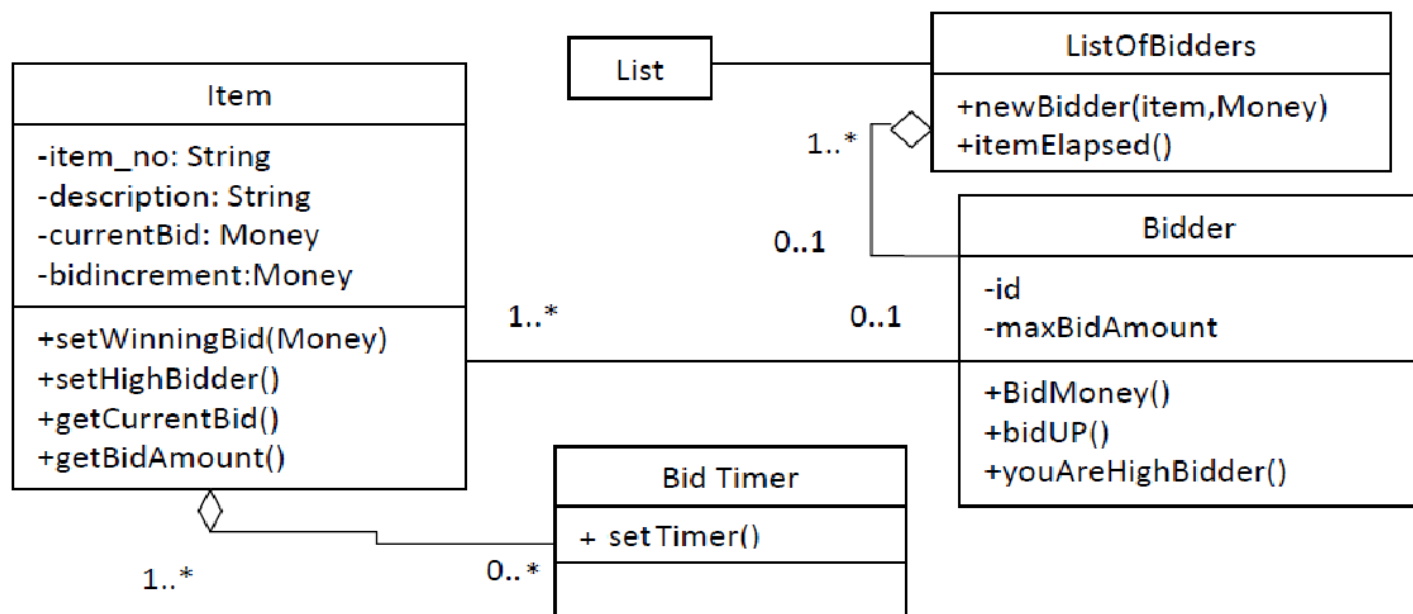 Item
-item_no: String
-description: String
-currentBid: Money
-bidincrement:Money
+setWinningBid(Money)
+setHighBidder()
+getCurrentBid()
+getBidAmount()
List
ListOfBidders
+newBidder(item,Money)
+itemElapsed()
1..*
0..1
Bidder
-id
-maxBidAmount
+BidMoney()
+bidUP()
+youAreHighBidder()
1..*
0..1
Bid Timer
+ setTimer()
1..*
0..*